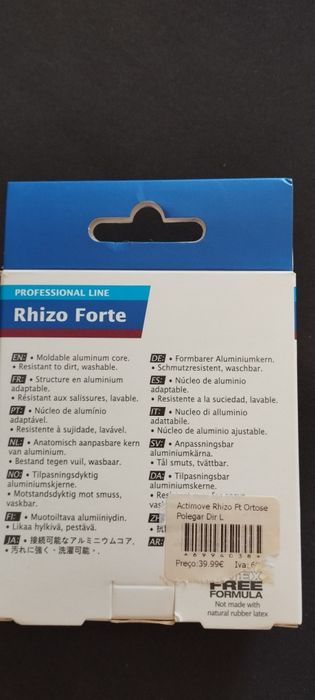 PROFESSIONAL LINE
Rhizo Forte
EN: • Moldable aluminum core.
• Resistant to dirt, washable.
FR: • Structure en aluminium
adaptable.
• Résistant aux salissures, lavable.
PT: • Núcleo de alumínio
adaptável.
• Resistente à sujidade, lavável.
NL: • Anatomisch aanpasbare kern
van aluminium.
• Bestand tegen vuil, wasbaar.
NO: • Tilpasningsdyktig
aluminiumskjerne.
• Motstandsdyktig mot smuss,
vaskbar.
FI: • Muotoiltava alumiiniydin.
• Likaa hylkivä, pestävä.
JA: • 接続可能なアルミニウムコア.
• 汚れに強く・洗濯可能・.
DE: • Formbarer Aluminiumkern.
• Schmutzresistent, waschbar.
ES: • Núcleo de aluminio
adaptable.
• Resistente a la suciedad, lavable.
IT: • Nucleo di alluminio
adattabile.
• Núcleo de aluminio ajustable.
SV: • Anpassningsbar
aluminiumkärna.
• Tål smuts, tvättbar.
DA: • Tilpasningsbar
aluminiumskerne.
ZH:
AR:
Actimove Rhizo Pt Ortose
Polegar Dir L
*6994038*
Preço:39.99€ Iva:
FREE
FORMULA
Not made with
natural rubber latex